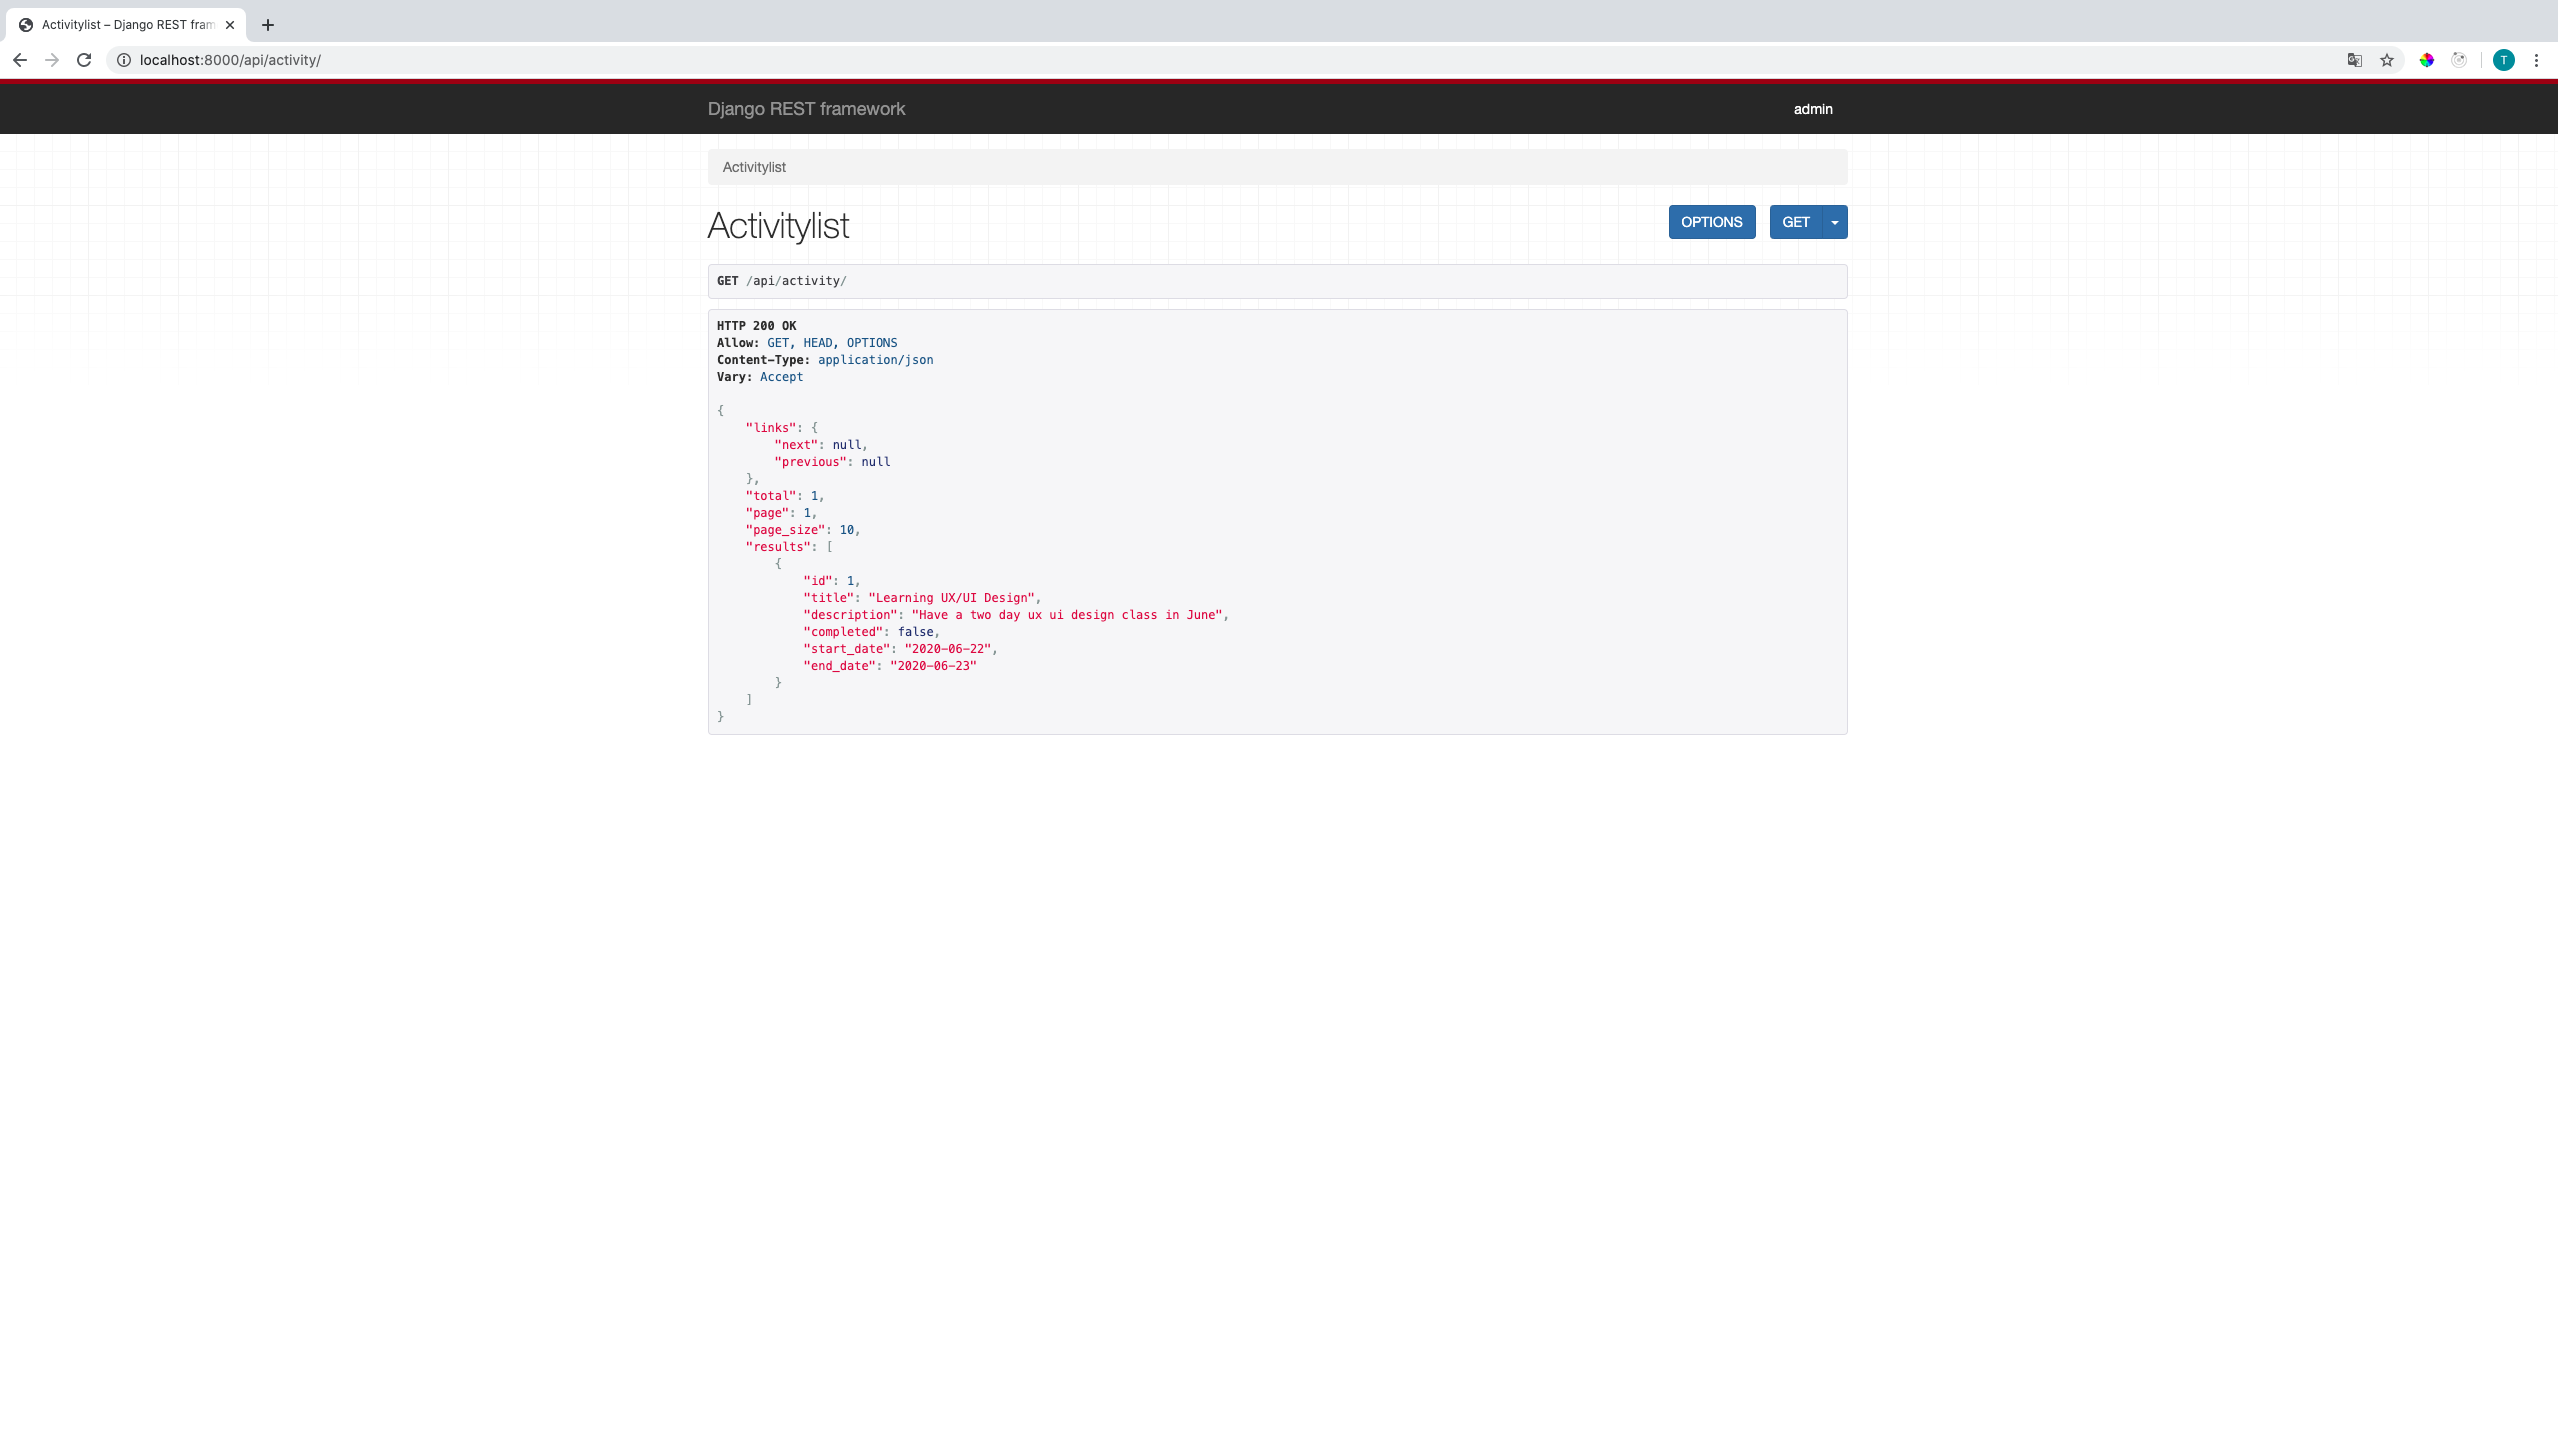 Activitylist – Django REST fram
localhost:8000/api/activity/
T
Django REST framework
admin
Activitylist
Activitylist
OPTIONS
GET
GET /api/activity/
HTTP 200 OK
Allow: GET, HEAD, OPTIONS
Content-Type: application/json
Vary: Accept
{
    "links": {
        "next": null,
        "previous": null
    },
    "total": 1,
    "page": 1,
    "page_size": 10,
    "results": [
        {
            "id": 1,
            "title": "Learning UX/UI Design",
            "description": "Have a two day ux ui design class in June",
            "completed": false,
            "start_date": "2020-06-22",
            "end_date": "2020-06-23"
        }
    ]
}